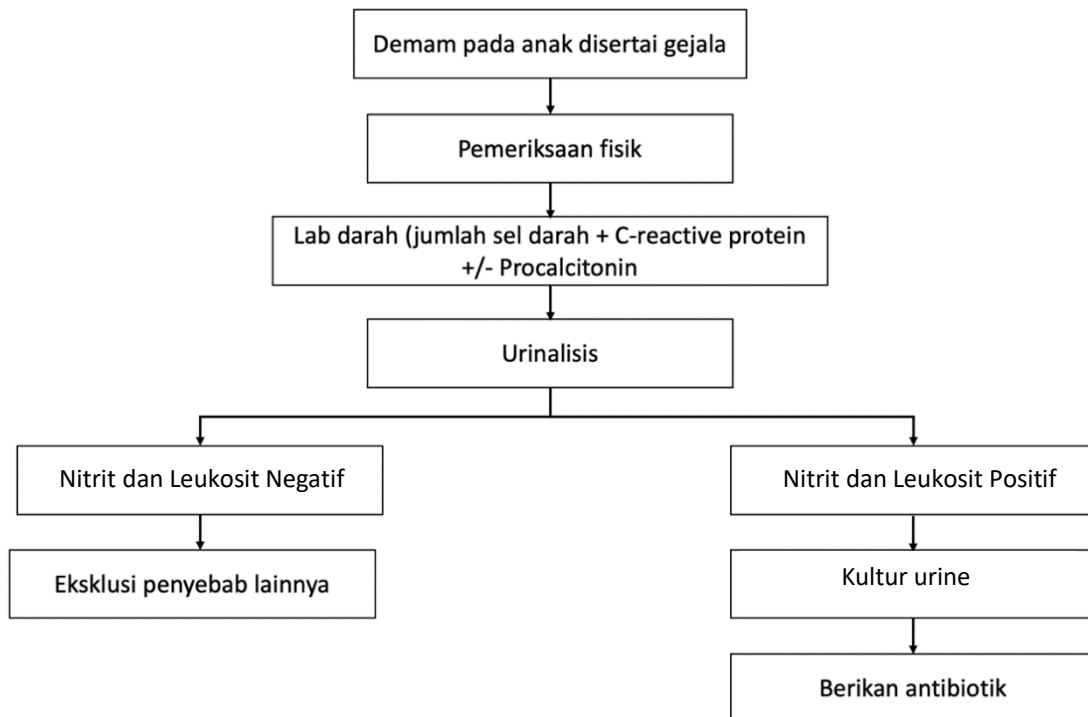 Demam pada anak disertai gejala
Pemeriksaan fisik
Lab darah (jumlah sel darah + C-reactive protein
+/- Procalcitonin
Urinalisis
Nitrit dan Leukosit Negatif
Nitrit dan Leukosit Positif
Eksklusi penyebab lainnya
Kultur urine
Berikan antibiotik